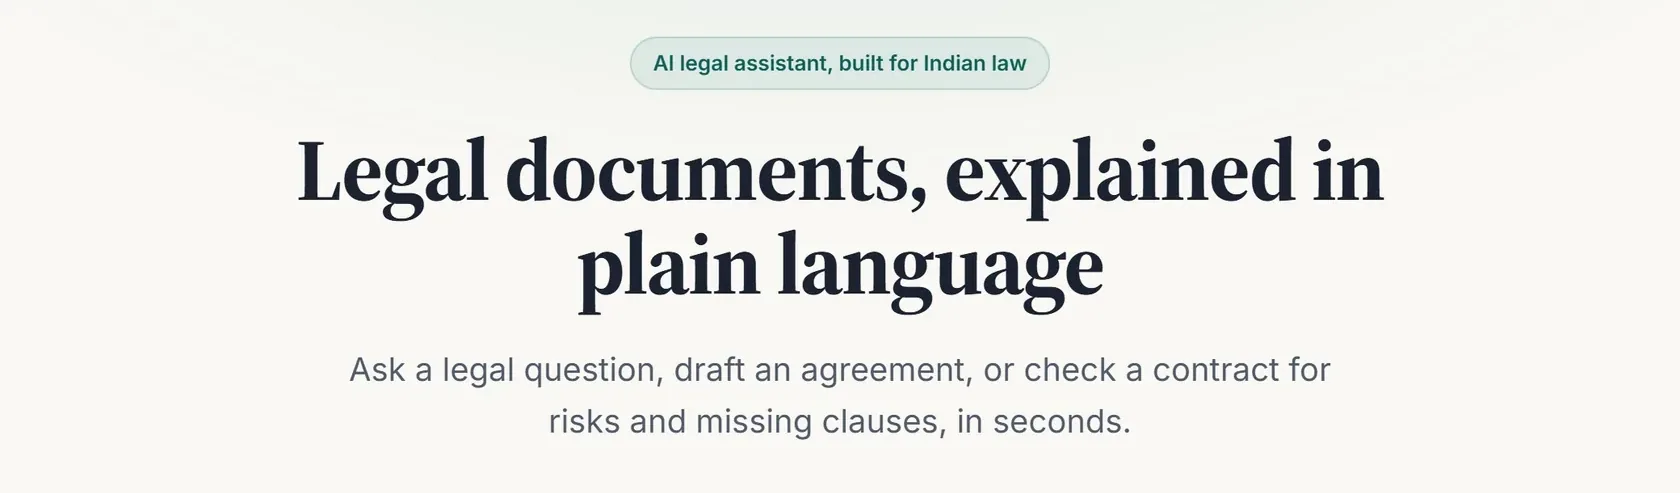 AI legal assistant, built for Indian law
Legal documents, explained in
plain language
Ask a legal question, draft an agreement, or check a contract for
risks and missing clauses, in seconds.